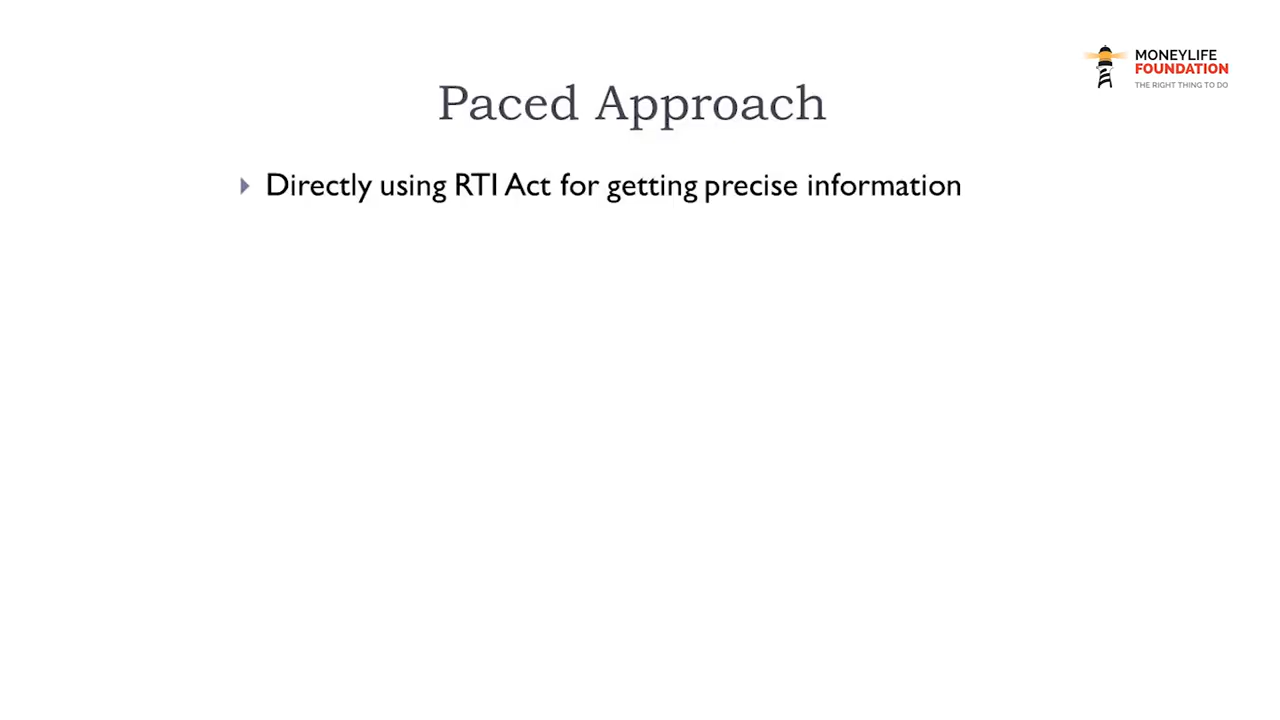 MONEYLIFE
FOUNDATION
THE RIGHT THING TO DO
Paced Approach
Directly using RTI Act for getting precise information